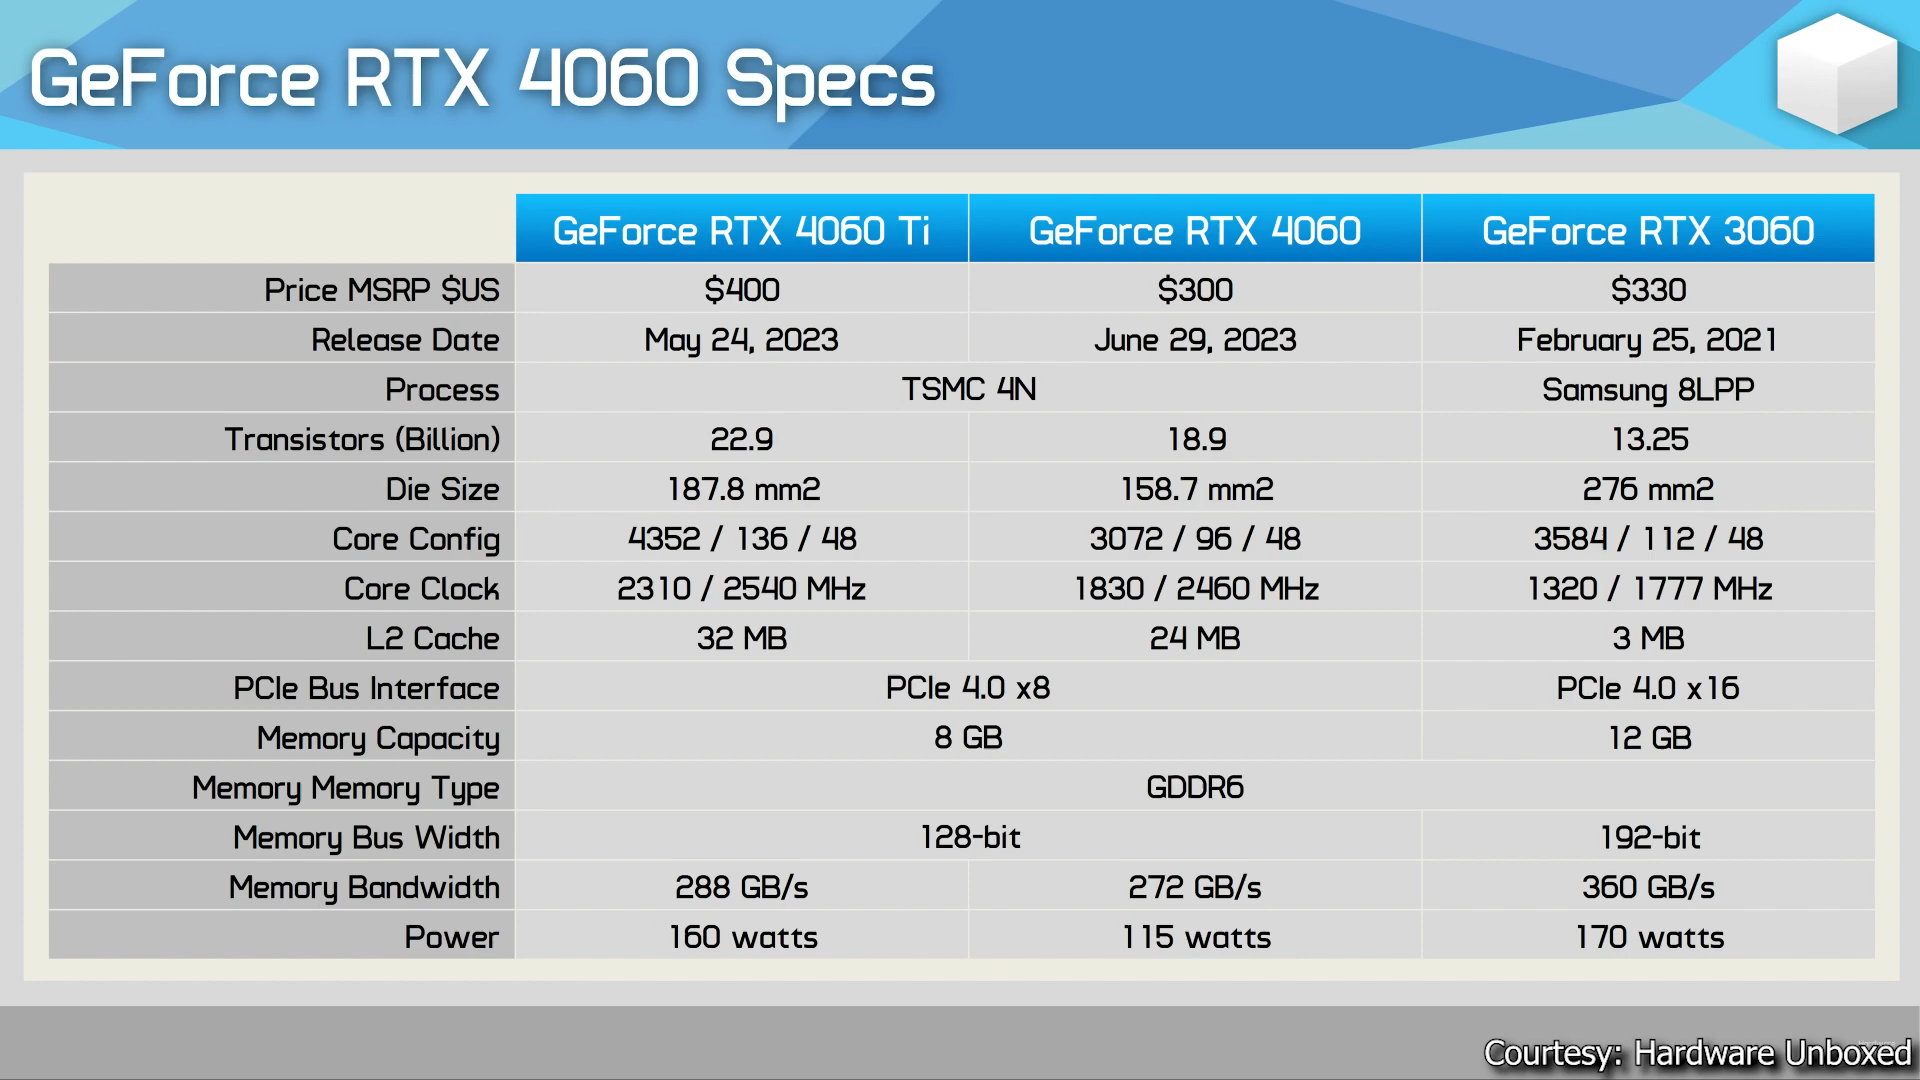 GeForce RTX 4060 Specs
GeForce RTX 4060 Ti GeForce RTX 4060 GeForce RTX 3060
Price MSRP $US $400 $300 $330
Release Date May 24, 2023 June 29, 2023 February 25, 2021
Process TSMC 4N Samsung 8LPP
Transistors (Billion) 22.9 18.9 13.25
Die Size 187.8 mm2 158.7 mm2 276 mm2
Core Config 4352 / 136 / 48 3072 / 96 / 48 3584 / 112 / 48
Core Clock 2310 / 2540 MHz 1830 / 2460 MHz 1320 / 1777 MHz
L2 Cache 32 MB 24 MB 3 MB
PCIe Bus Interface PCIe 4.0 x8 PCIe 4.0 x16
Memory Capacity 8 GB 12 GB
Memory Memory Type GDDR6
Memory Bus Width 128-bit 192-bit
Memory Bandwidth 288 GB/s 272 GB/s 360 GB/s
Power 160 watts 115 watts 170 watts
Courtesy: Hardware Unboxed